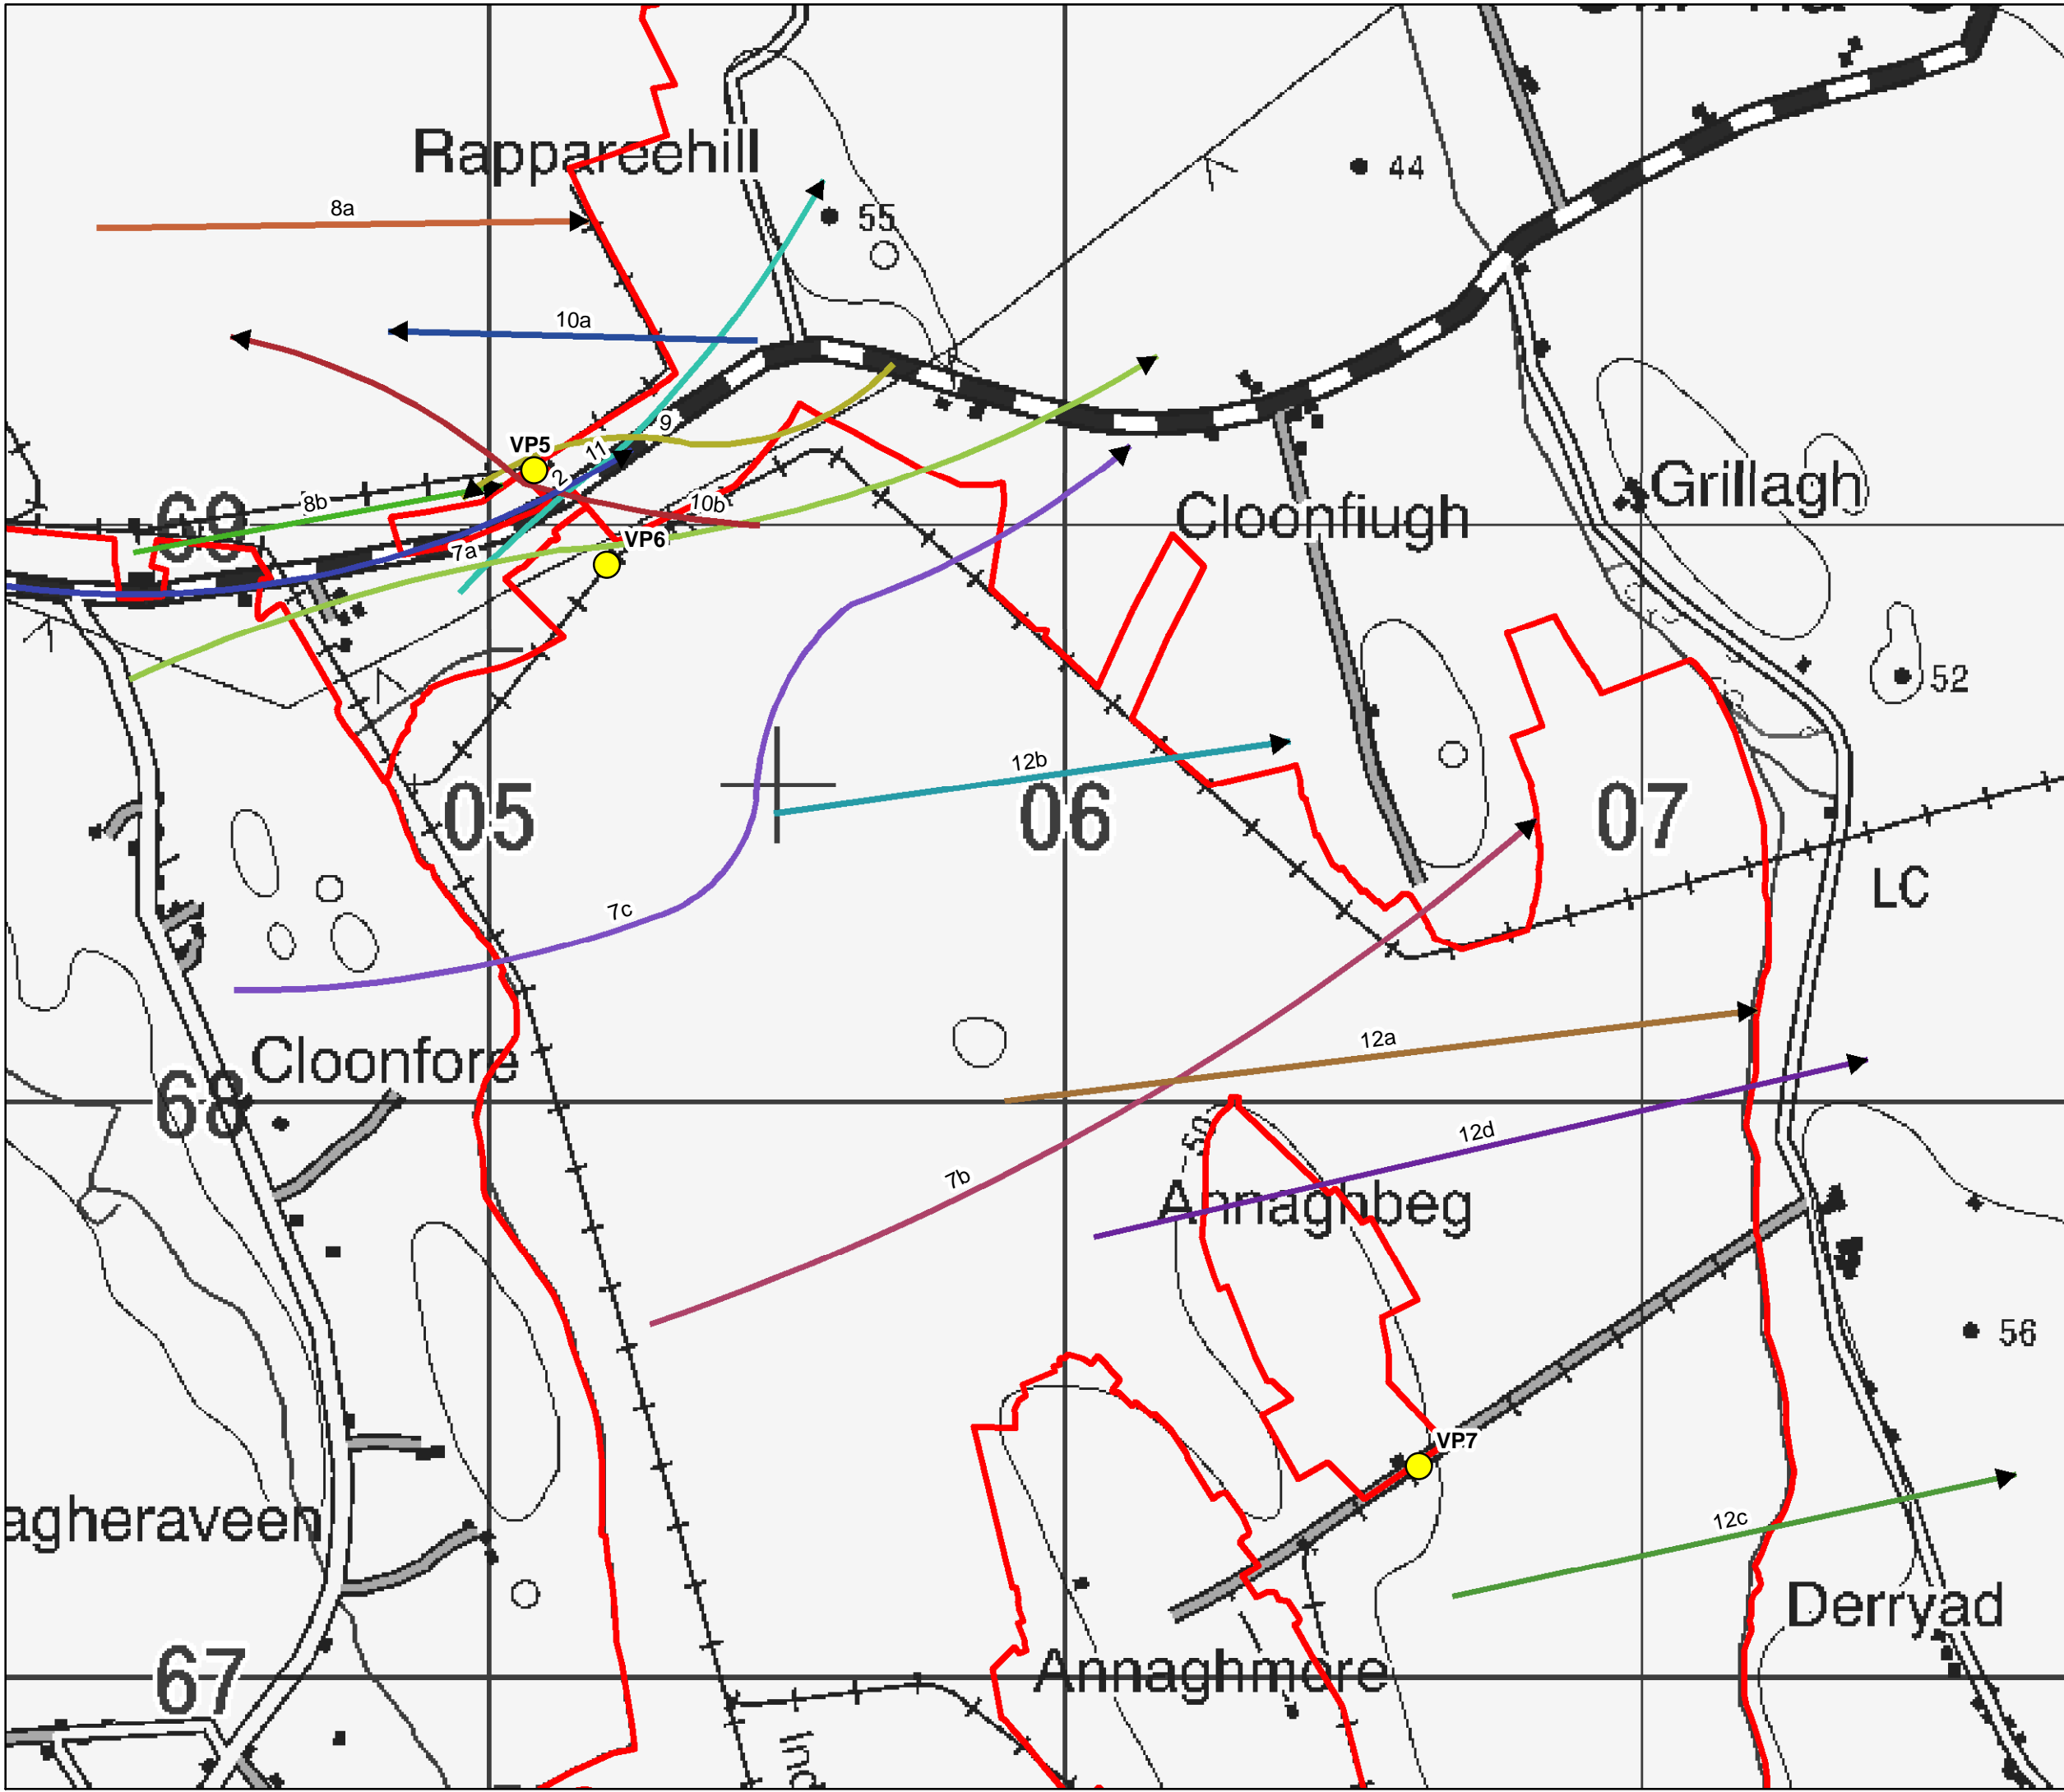 Rappareehill
44
8a
55
10a
9
VP5
11
2
Grillagh
8b
10b
69
Cloonfiugh
7a
VP6
52
12b
05
06
07
LC
7c
12a
Cloonfore
68
12d
50
7b
Annaghbeg
56
VP7
12c
agheraveen
Derryad
67
Annaghmore
Ind